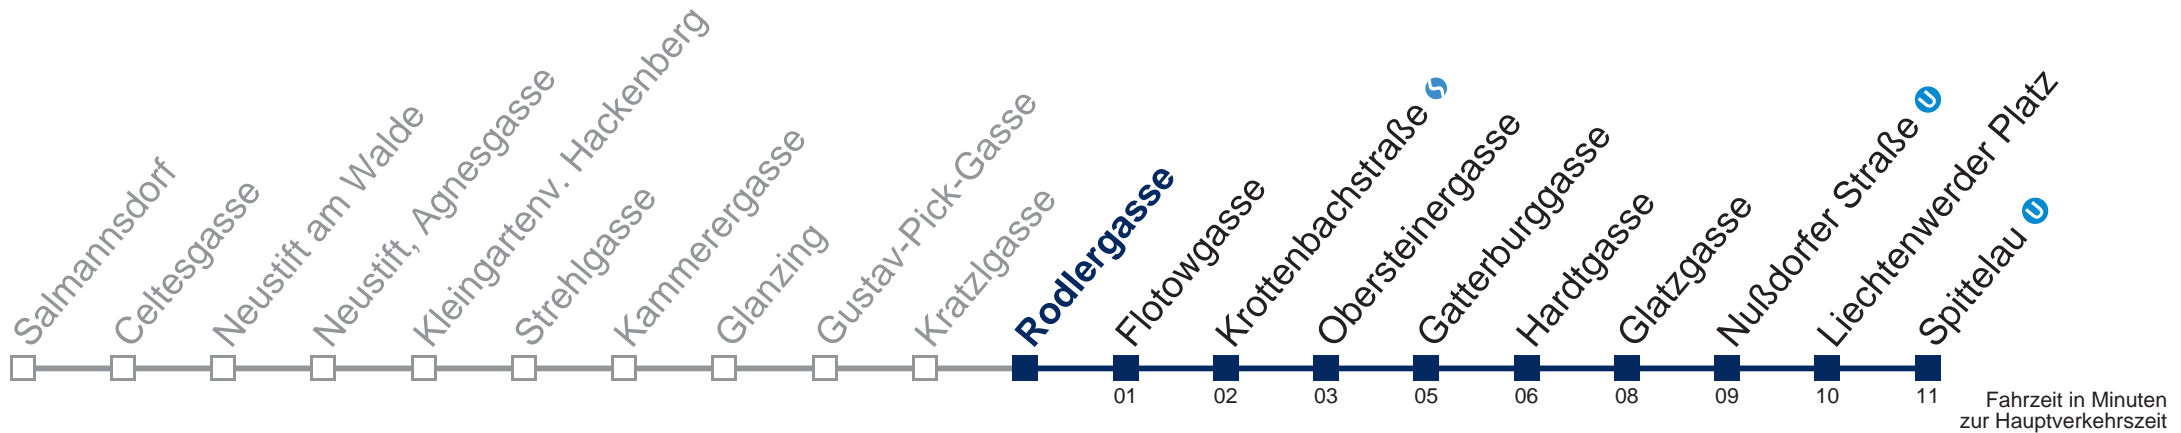 Salmannsdorf
Celtesgasse
Neustift am Walde
Neustift, Agnesgasse
Kleingartenv. Hackenberg
Strehlgasse
Kammerergasse
Glanzing
Gustav-Pick-Gasse
Kratzlgasse
Rodlergasse
Flotowgasse
Krottenbachstraße S
Obersteinergasse
Gatterburggasse
Hardtgasse
Glatzgasse
Nußdorfer Straße U
Liechtenwerder Platz
Spittelau U
01 02 03 05 06 08 09 10 11
Fahrzeit in Minuten
zur Hauptverkehrszeit